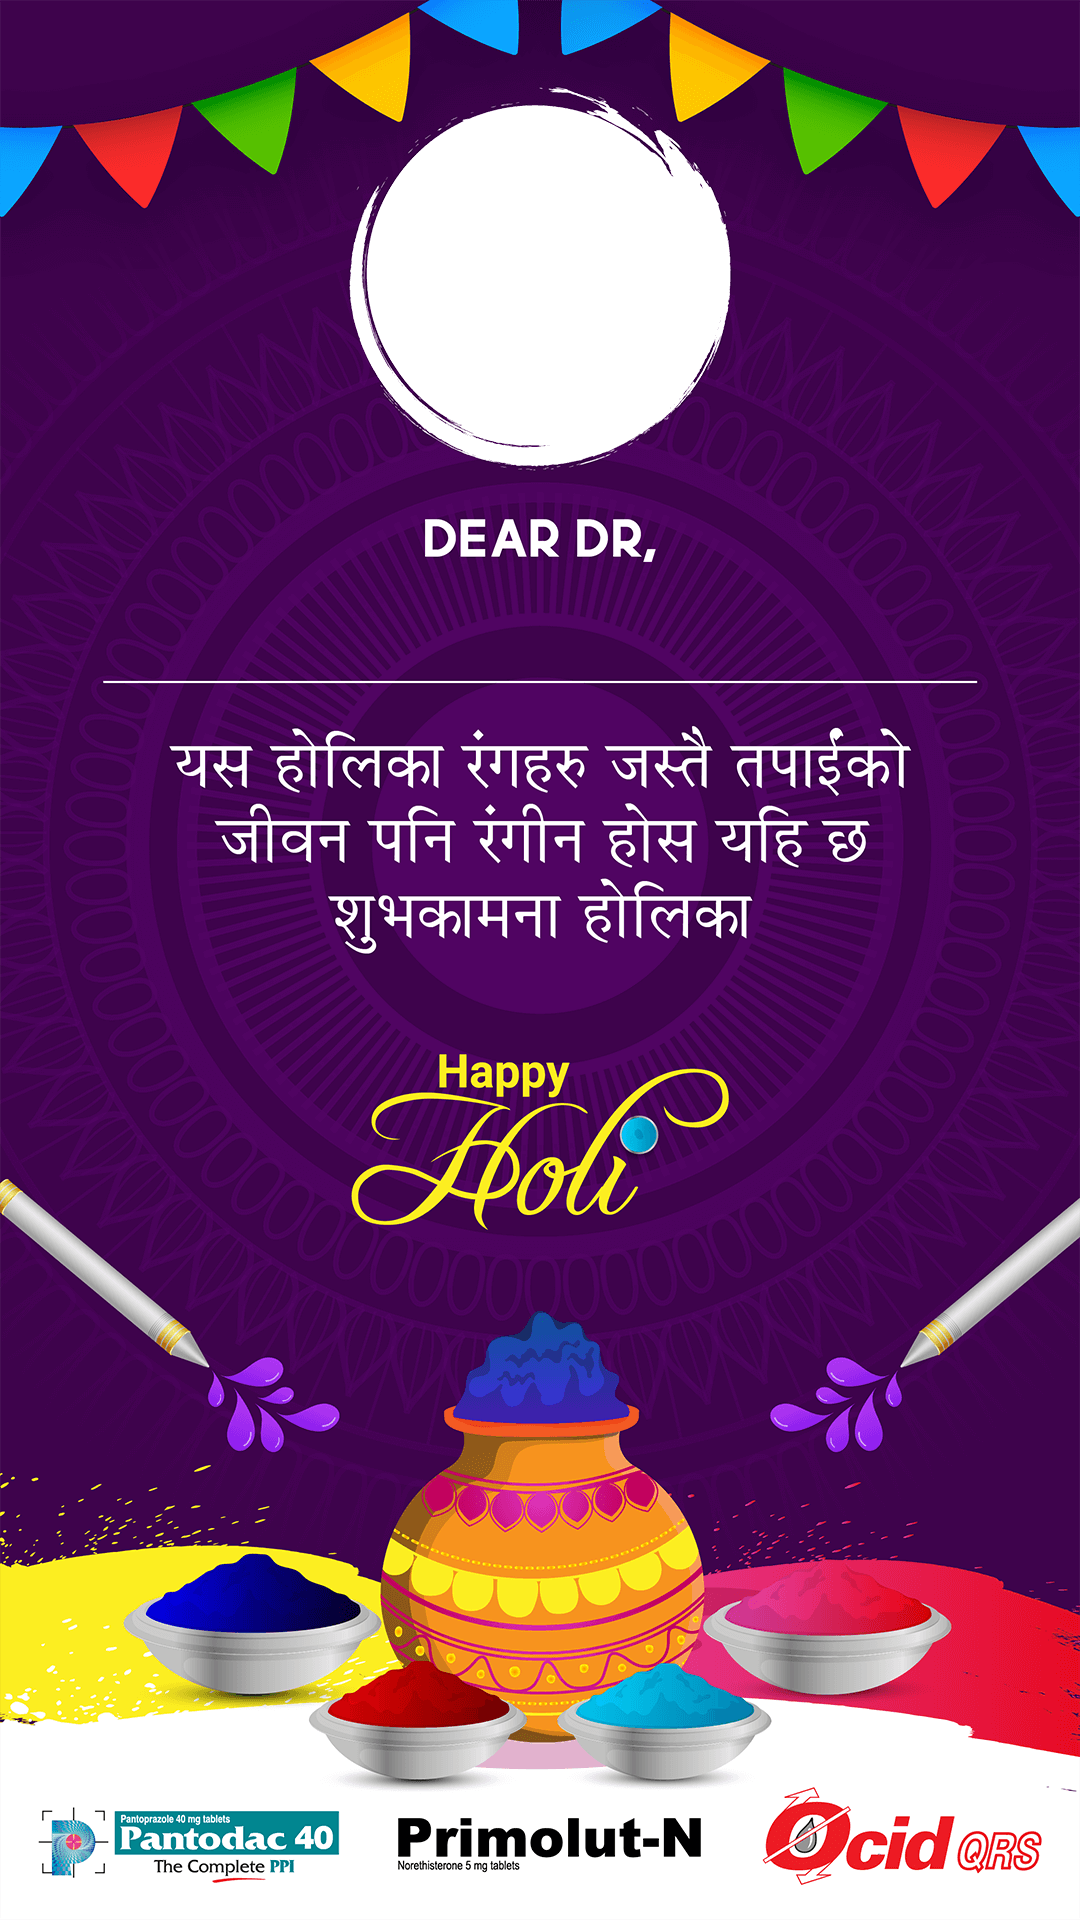 DEAR DR,
यस होलिका रंगहरु जस्तै तपाईंको
जीवन पनि रंगीन होस यहि छ
शुभकामना होलिका
Happy
Holi
Pantoprazole 40 mg tablets
Pantodac 40
The Complete PPI
Primolut-N
Norethisterone 5 mg tablets
Ocid QRS